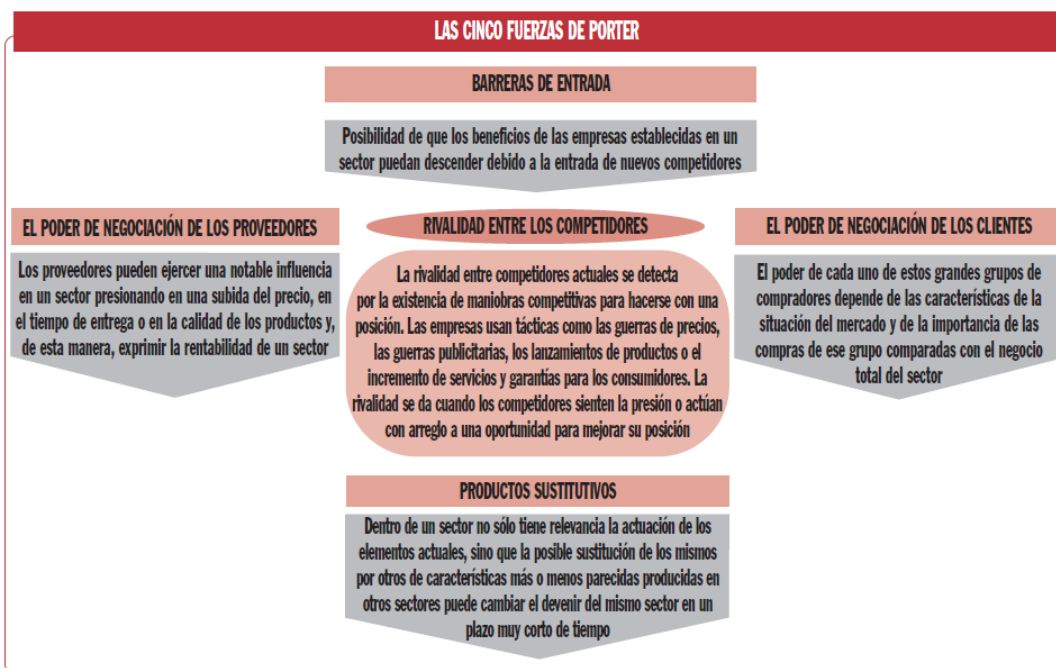 LAS CINCO FUERZAS DE PORTER
BARRERAS DE ENTRADA
Posibilidad de que los beneficios de las empresas establecidas en un
sector puedan descender debido a la entrada de nuevos competidores
EL PODER DE NEGOCIACIÓN DE LOS PROVEEDORES
Los proveedores pueden ejercer una notable influencia
en un sector presionando en una subida del precio, en
el tiempo de entrega o en la calidad de los productos y,
de esta manera, exprimir la rentabilidad de un sector
RIVALIDAD ENTRE LOS COMPETIDORES
La rivalidad entre competidores actuales se detecta
por la existencia de maniobras competitivas para hacerse con una
posición. Las empresas usan tácticas como las guerras de precios,
las guerras publicitarias, los lanzamientos de productos o el
incremento de servicios y garantías para los consumidores. La
rivalidad se da cuando los competidores sienten la presión o actúan
con arreglo a una oportunidad para mejorar su posición
EL PODER DE NEGOCIACIÓN DE LOS CLIENTES
El poder de cada uno de estos grandes grupos de
compradores depende de las características de la
situación del mercado y de la importancia de las
compras de ese grupo comparadas con el negocio
total del sector
PRODUCTOS SUSTITUTIVOS
Dentro de un sector no sólo tiene relevancia la actuación de los
elementos actuales, sino que la posible sustitución de los mismos
por otros de características más o menos parecidas producidas en
otros sectores puede cambiar el devenir del mismo sector en un
plazo muy corto de tiempo